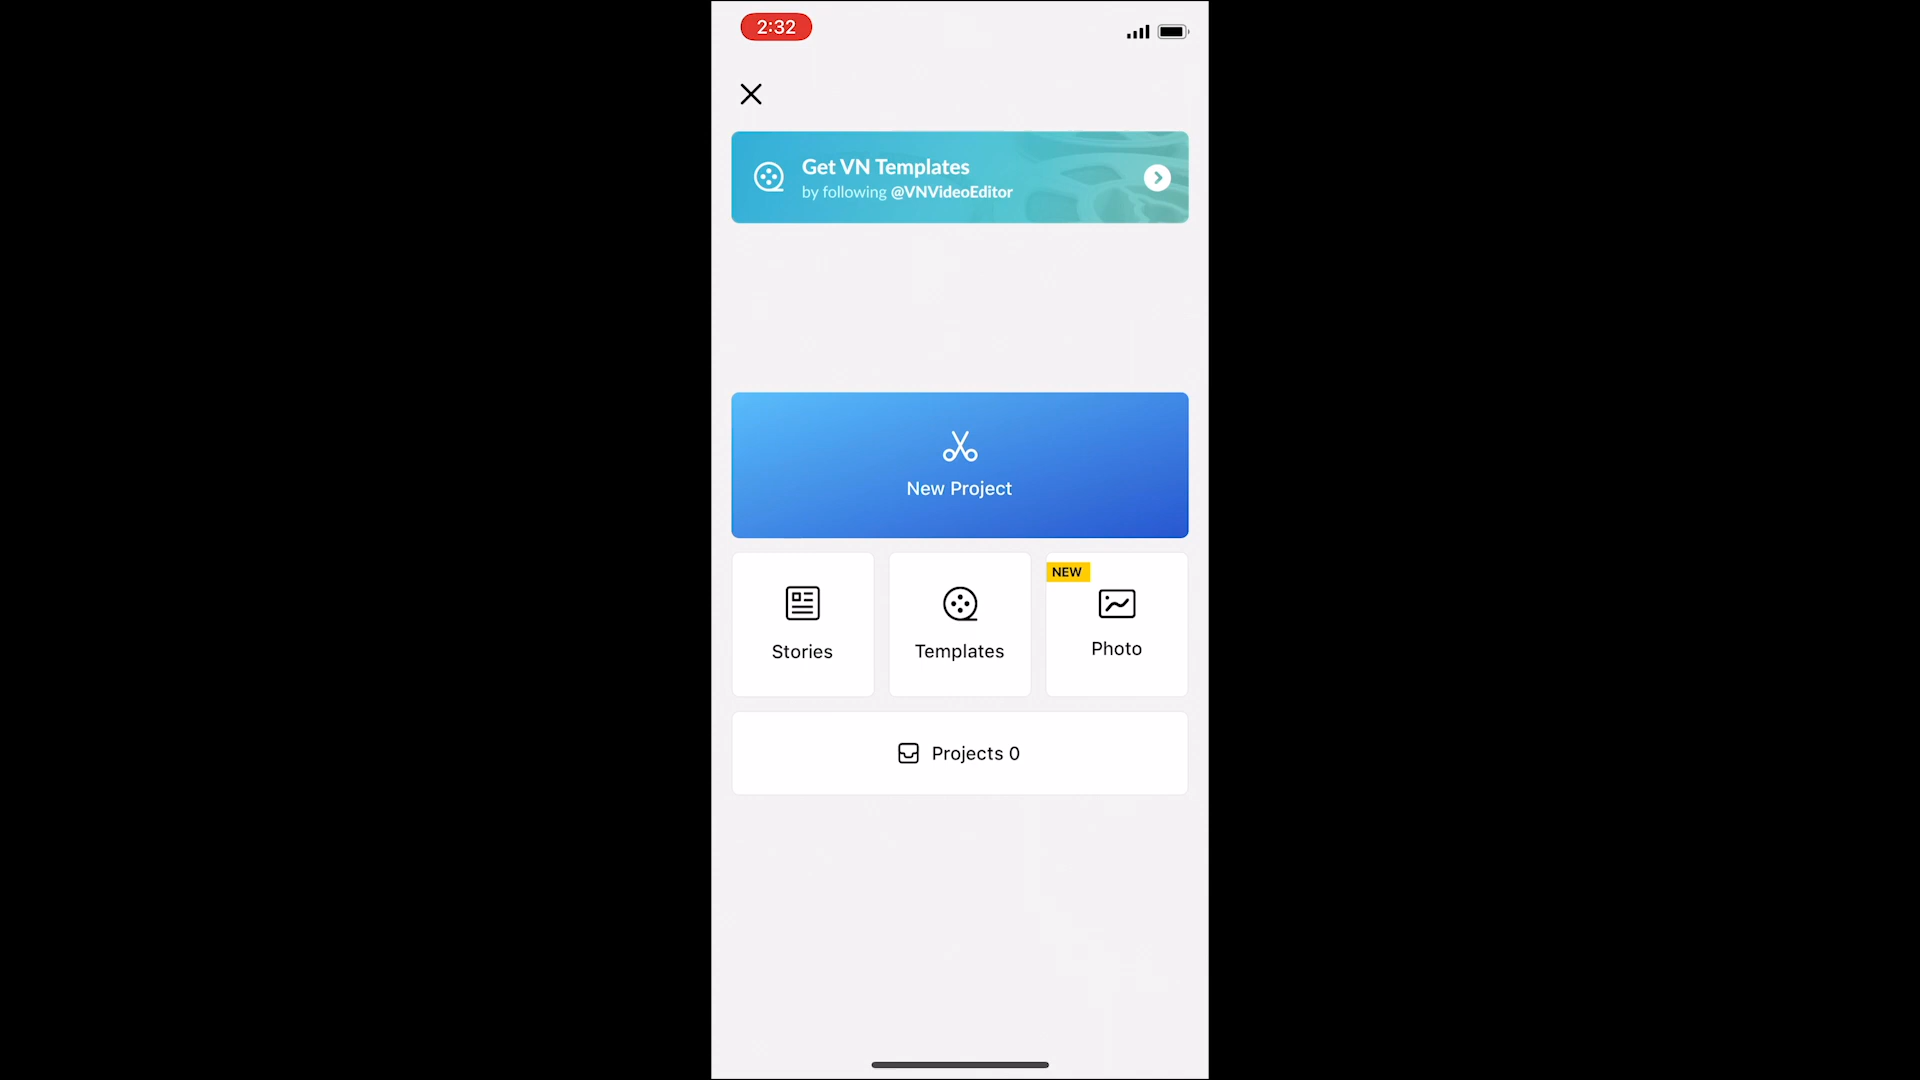 2:32
Get VN Templates
by following @VNVideoEditor
New Project
NEW
Stories
Templates
Photo
Projects 0